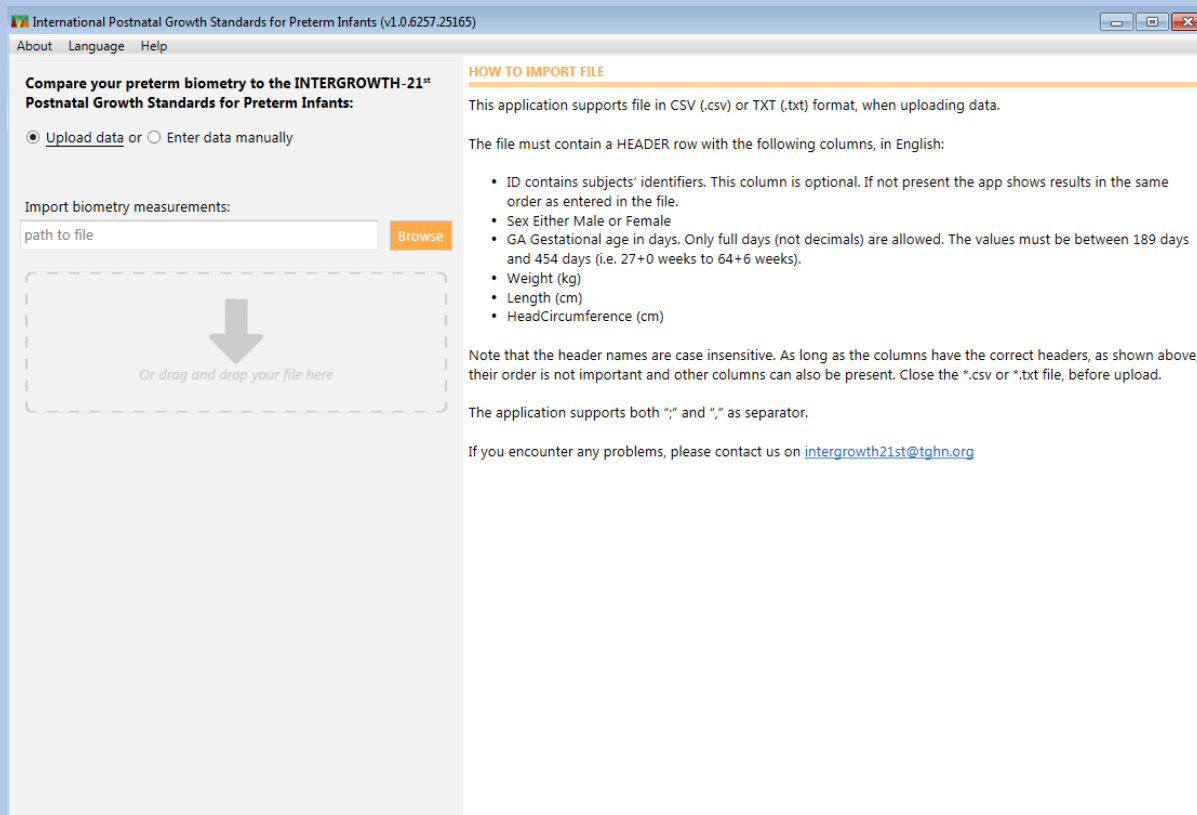 International Postnatal Growth Standards for Preterm Infants (v1.0.6257.25165)
About Language Help
Compare your preterm biometry to the INTERGROWTH-21st
Postnatal Growth Standards for Preterm Infants:
Upload data or Enter data manually
Import biometry measurements:
path to file
Browse
Or drag and drop your file here
HOW TO IMPORT FILE
This application supports file in CSV (.csv) or TXT (.txt) format, when uploading data.
The file must contain a HEADER row with the following columns, in English:
• ID contains subjects' identifiers. This column is optional. If not present the app shows results in the same
order as entered in the file.
• Sex Either Male or Female
• GA Gestational age in days. Only full days (not decimals) are allowed. The values must be between 189 days
and 454 days (i.e. 27+0 weeks to 64+6 weeks).
• Weight (kg)
• Length (cm)
• HeadCircumference (cm)
Note that the header names are case insensitive. As long as the columns have the correct headers, as shown above,
their order is not important and other columns can also be present. Close the *.csv or *.txt file, before upload.
The application supports both ";" and "," as separator.
If you encounter any problems, please contact us on intergrowth21st@tghn.org